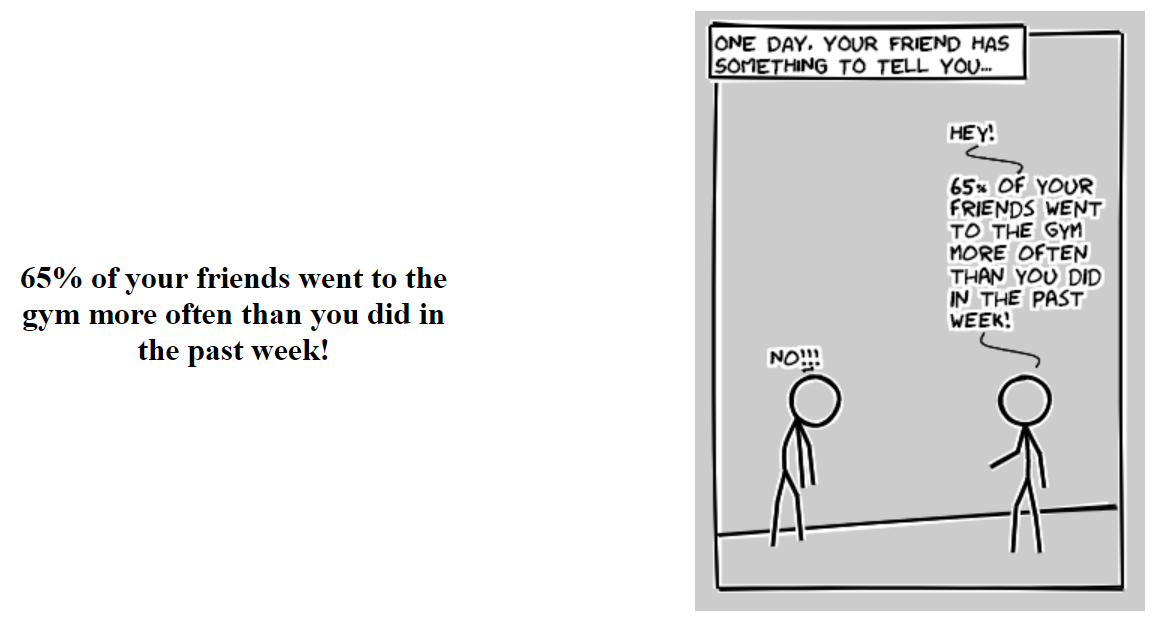 65% of your friends went to the
gym more often than you did in
the past week!
ONE DAY, YOUR FRIEND HAS
SOMETHING TO TELL YOU...
HEY!
65% OF YOUR
FRIENDS WENT
TO THE GYM
MORE OFTEN
THAN YOU DID
IN THE PAST
WEEK!
NO!!!